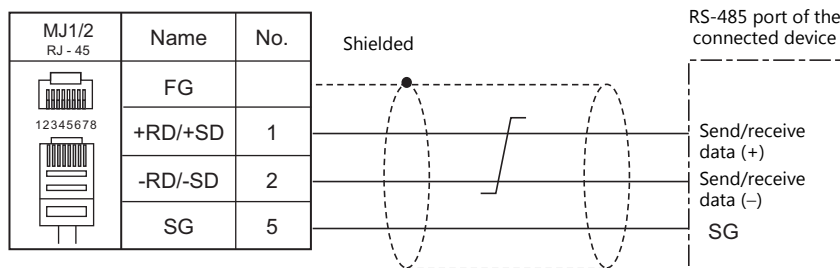 MJ1/2
RJ - 45
Name
No.
12345678
FG
+RD/+SD
1
-RD/-SD
2
SG
5
Shielded
RS-485 port of the
connected device
Send/receive
data (+)
Send/receive
data (−)
SG